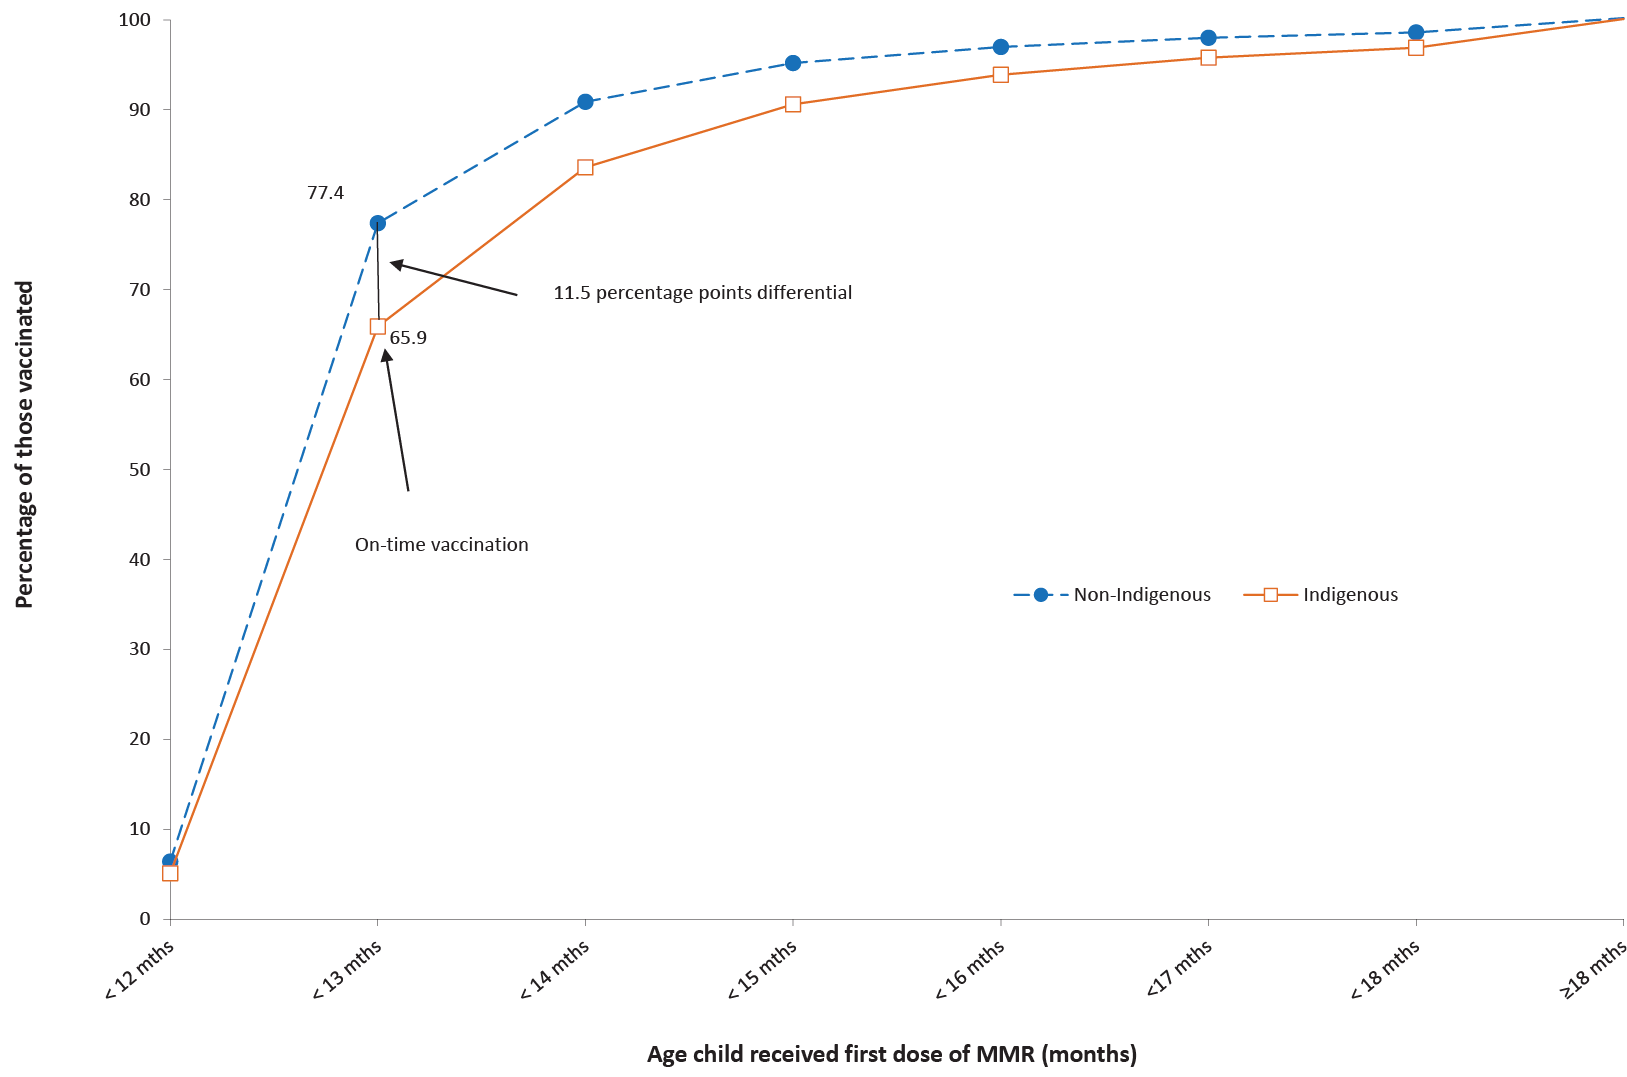 100
90
80
70
60
50
40
30
20
10
0
Percentage of those vaccinated
77.4
11.5 percentage points differential
65.9
On-time vaccination
Non-Indigenous
Indigenous
< 12 mths
< 13 mths
< 14 mths
< 15 mths
< 16 mths
<17 mths
< 18 mths
≥18 mths
Age child received first dose of MMR (months)